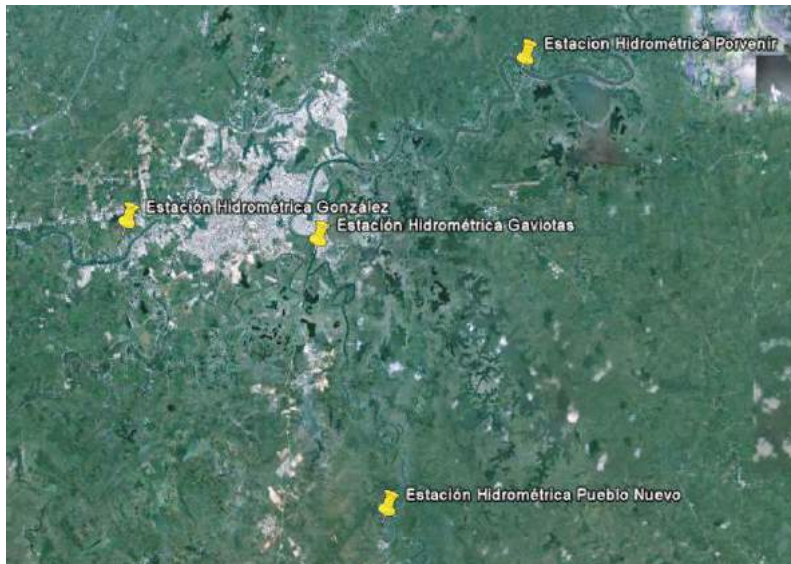 Estacion Hidrométrica Porvenir
Estación Hidrométrica González
Estación Hidrométrica Gaviotas
Estación Hidrométrica Pueblo Nuevo